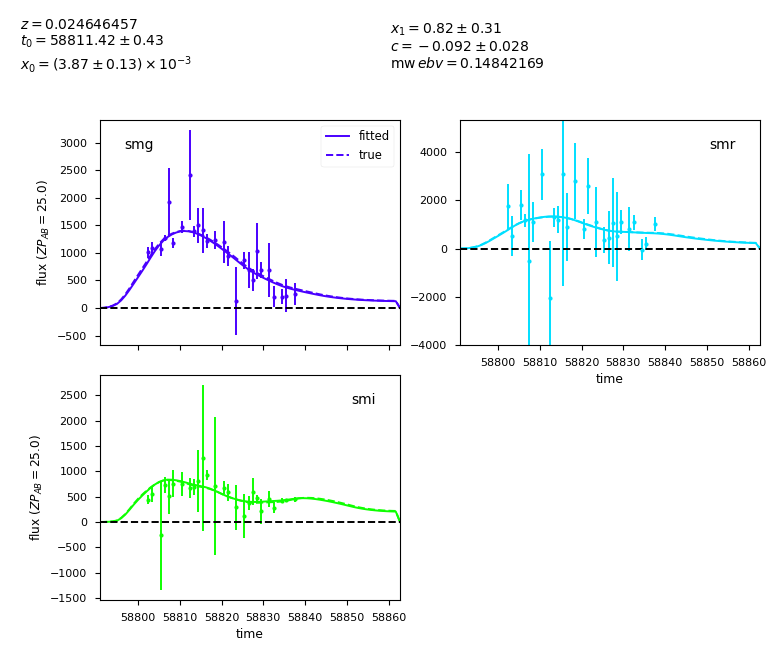 z = 0.024646457
t₀ = 58811.42 ± 0.43
x₀ = (3.87 ± 0.13) × 10⁻³
x₁ = 0.82 ± 0.31
c = −0.092 ± 0.028
mw ebv = 0.14842169
smg
fitted
true
3000
2500
2000
1500
1000
500
0
−500
flux (ZP_AB = 25.0)
smr
4000
2000
0
−2000
−4000
58800 58810 58820 58830 58840 58850 58860
time
smi
2500
2000
1500
1000
500
0
−500
−1000
−1500
flux (ZP_AB = 25.0)
58800 58810 58820 58830 58840 58850 58860
time